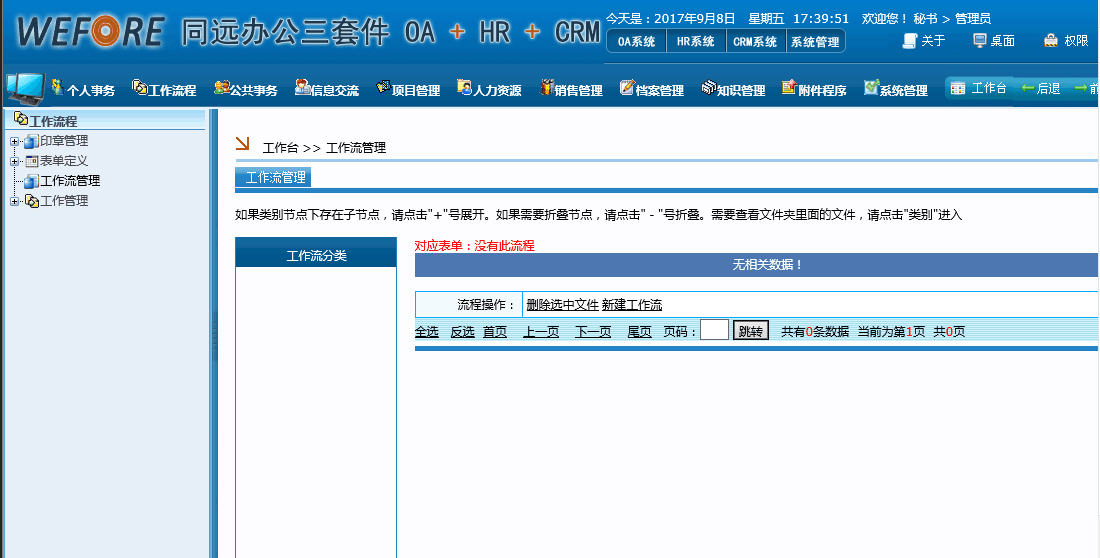 WEFORE 同远办公三套件 OA + HR + CRM
今天是：2017年9月8日 星期五 17:39:51 欢迎您！秘书 > 管理员
OA系统 HR系统 CRM系统 系统管理 关于 桌面 权限
个人事务 工作流程 公共事务 信息交流 项目管理 人力资源 销售管理 档案管理 知识管理 附件程序 系统管理 工作台 后退 前
工作流程
印章管理
表单定义
工作流管理
工作管理
工作台 >> 工作流管理
工作流管理
如果类别节点下存在子节点，请点击"+"号展开。如果需要折叠节点，请点击" - "号折叠。需要查看文件夹里面的文件，请点击"类别"进入
工作流分类
对应表单：没有此流程
无相关数据！
流程操作： 删除选中文件 新建工作流
全选 反选 首页 上一页 下一页 尾页 页码： 跳转 共有0条数据 当前为第1页 共0页